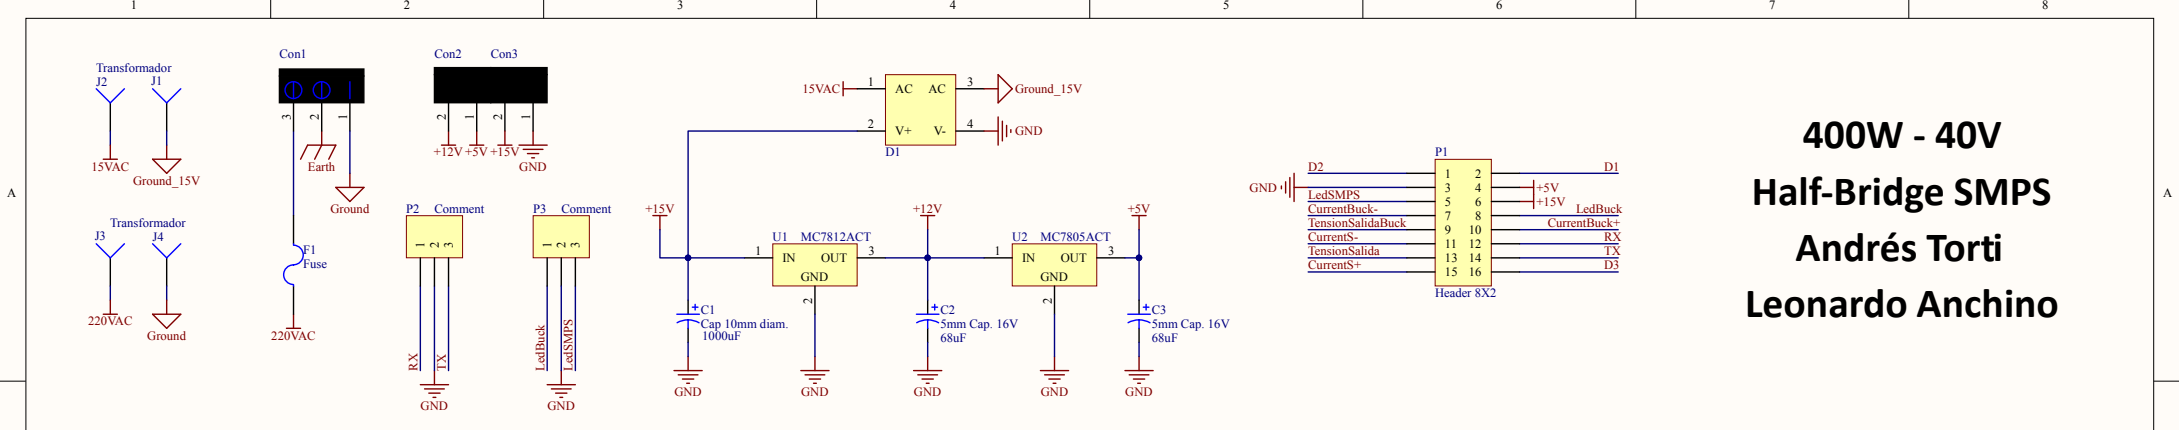 1 2 3 4 5 6 7 8
A
A
Transformador
J2 J1
15VAC
Ground_15V
Transformador
J3 J4
220VAC
Ground
Con1
3 2 1
Earth
Ground
F1
Fuse
220VAC
Con2 Con3
2 1 2 1
+12V +5V +15V
GND
P2 Comment
1 2 3
RX TX
GND
P3 Comment
1 2 3
LedBuck LedSMPS
GND
15VAC 1 AC AC 3 Ground_15V
2 V+ V- 4 GND
D1
+15V
U1 MC7812ACT
1 IN OUT 3
GND
2
GND
C1
Cap 10mm diam.
1000uF
GND
+12V
C2
5mm Cap. 16V
68uF
GND
U2 MC7805ACT
1 IN OUT 3
GND
2
GND
+5V
C3
5mm Cap. 16V
68uF
GND
P1
D2 1 2 D1
GND 3 4 +5V
LedSMPS 5 6 +15V
CurrentBuck- 7 8 LedBuck
TensionSalidaBuck 9 10 CurrentBuck+
CurrentS- 11 12 RX
TensionSalida 13 14 TX
CurrentS+ 15 16 D3
Header 8X2
400W - 40V
Half-Bridge SMPS
Andrés Torti
Leonardo Anchino